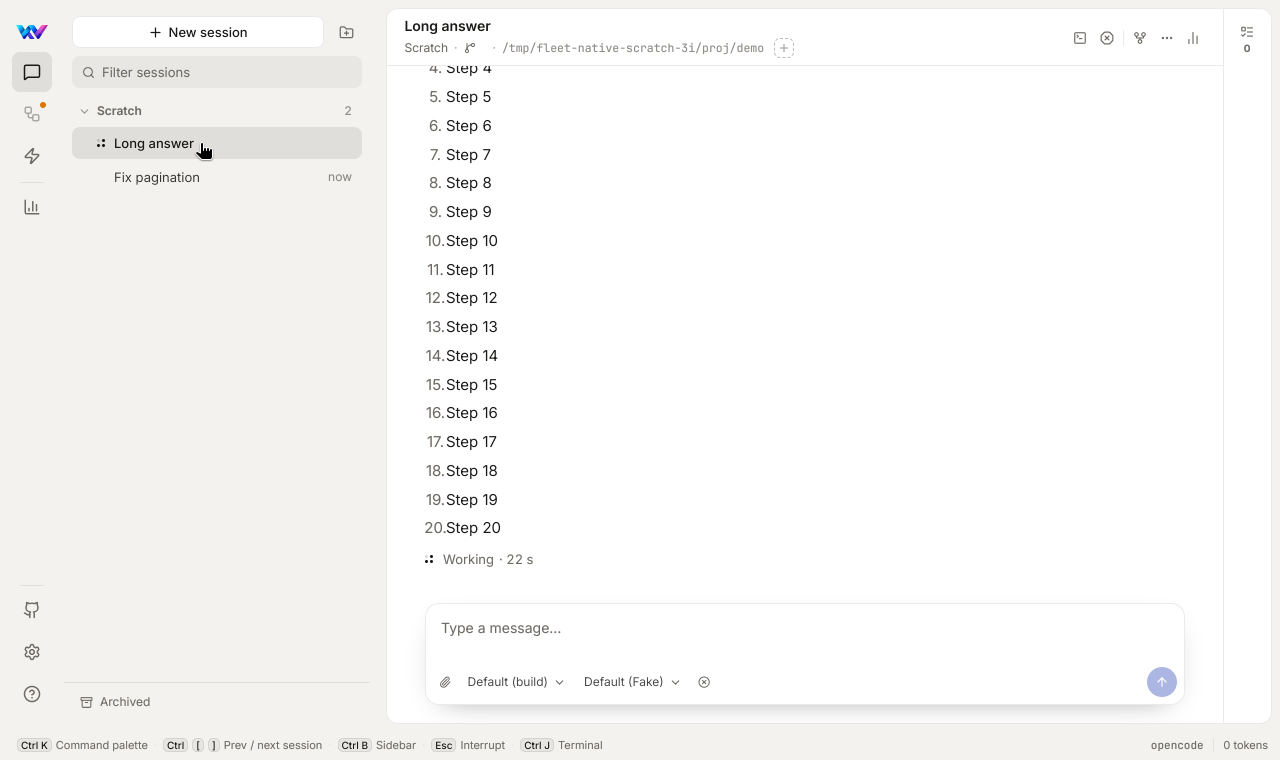 New session
Filter sessions
Scratch 2
Long answer
Fix pagination now
Archived
Long answer
Scratch · · /tmp/fleet-native-scratch-3i/proj/demo
0
4. Step 4
5. Step 5
6. Step 6
7. Step 7
8. Step 8
9. Step 9
10. Step 10
11. Step 11
12. Step 12
13. Step 13
14. Step 14
15. Step 15
16. Step 16
17. Step 17
18. Step 18
19. Step 19
20. Step 20
Working · 22 s
Type a message...
Default (build) Default (Fake)
Ctrl K Command palette · Ctrl [ ] Prev / next session · Ctrl B Sidebar · Esc Interrupt · Ctrl J Terminal opencode 0 tokens